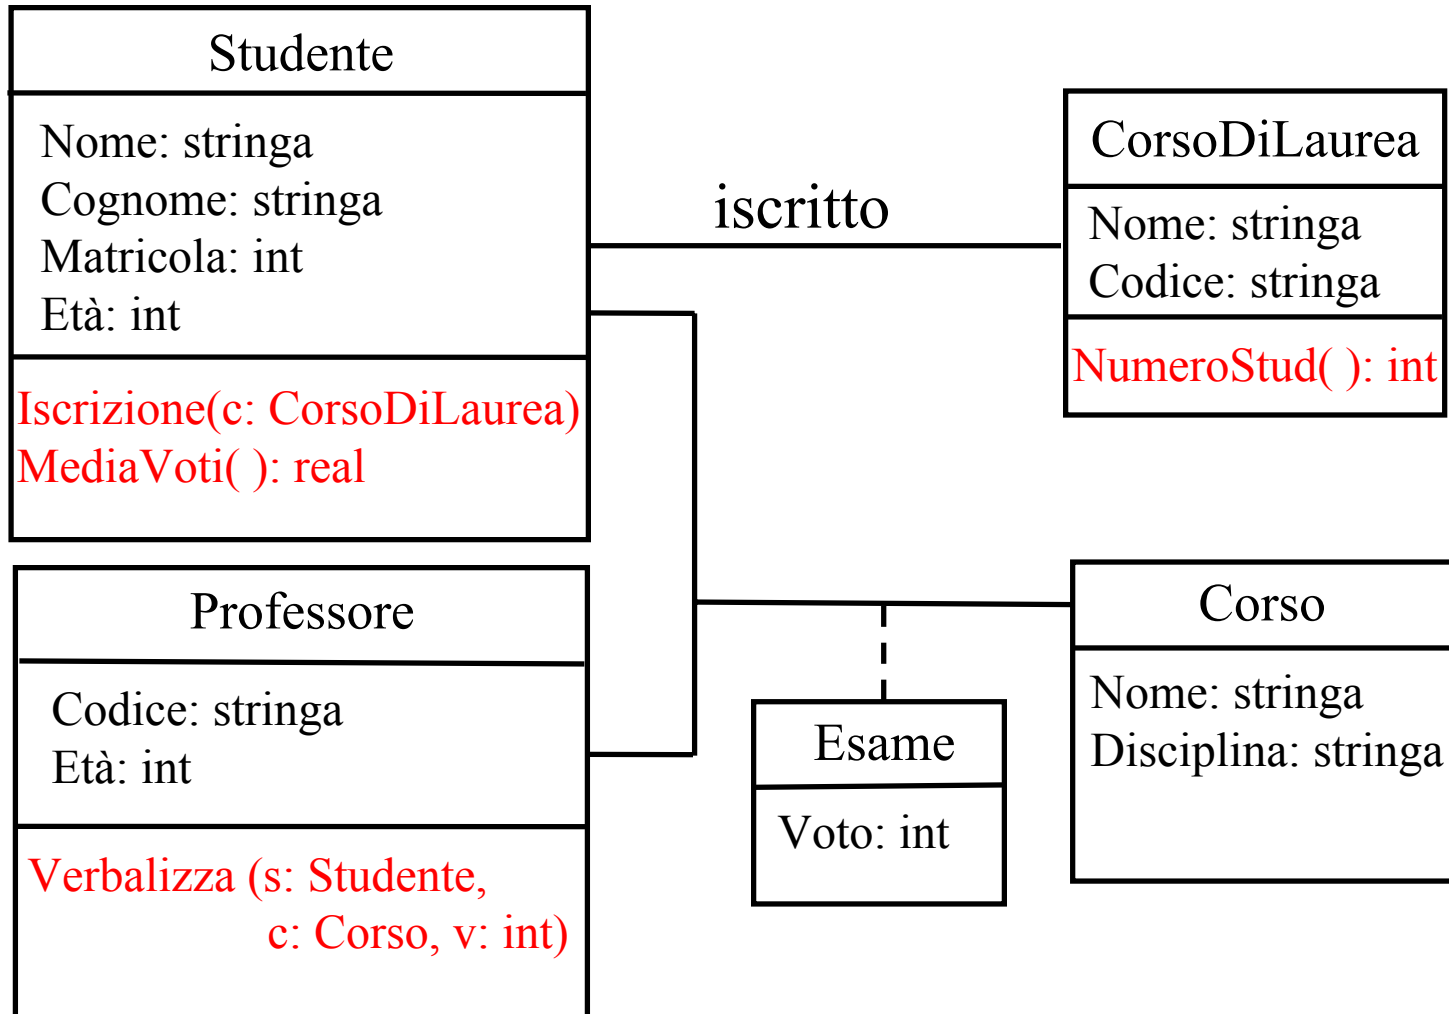 Studente
Nome: stringa
Cognome: stringa
Matricola: int
Età: int
Iscrizione(c: CorsoDiLaurea)
MediaVoti( ): real
iscritto
CorsoDiLaurea
Nome: stringa
Codice: stringa
NumeroStud( ): int
Professore
Codice: stringa
Età: int
Verbalizza (s: Studente,
c: Corso, v: int)
Esame
Voto: int
Corso
Nome: stringa
Disciplina: stringa